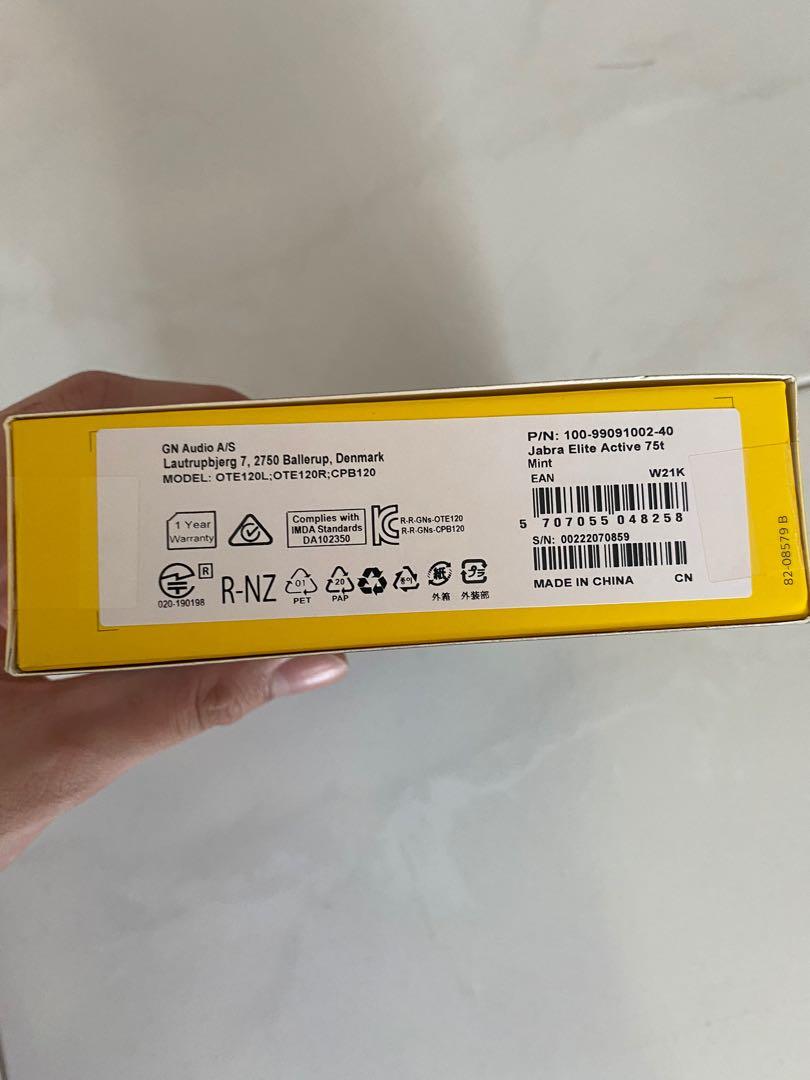 GN Audio A/S
Lautrupbjerg 7, 2750 Ballerup, Denmark
MODEL: OTE120L;OTE120R;CPB120
1 Year
Warranty
Complies with
IMDA Standards
DA102350
R-R-GNs-OTE120
R-R-GNs-CPB120
R
020-190198
R-NZ
01
PET
20
PAP
종이
紙
外箱
プラ
外装部
P/N: 100-99091002-40
Jabra Elite Active 75t
Mint
EAN W21K
5 707055 048258
S/N: 00222070859
MADE IN CHINA CN
82-08579 B